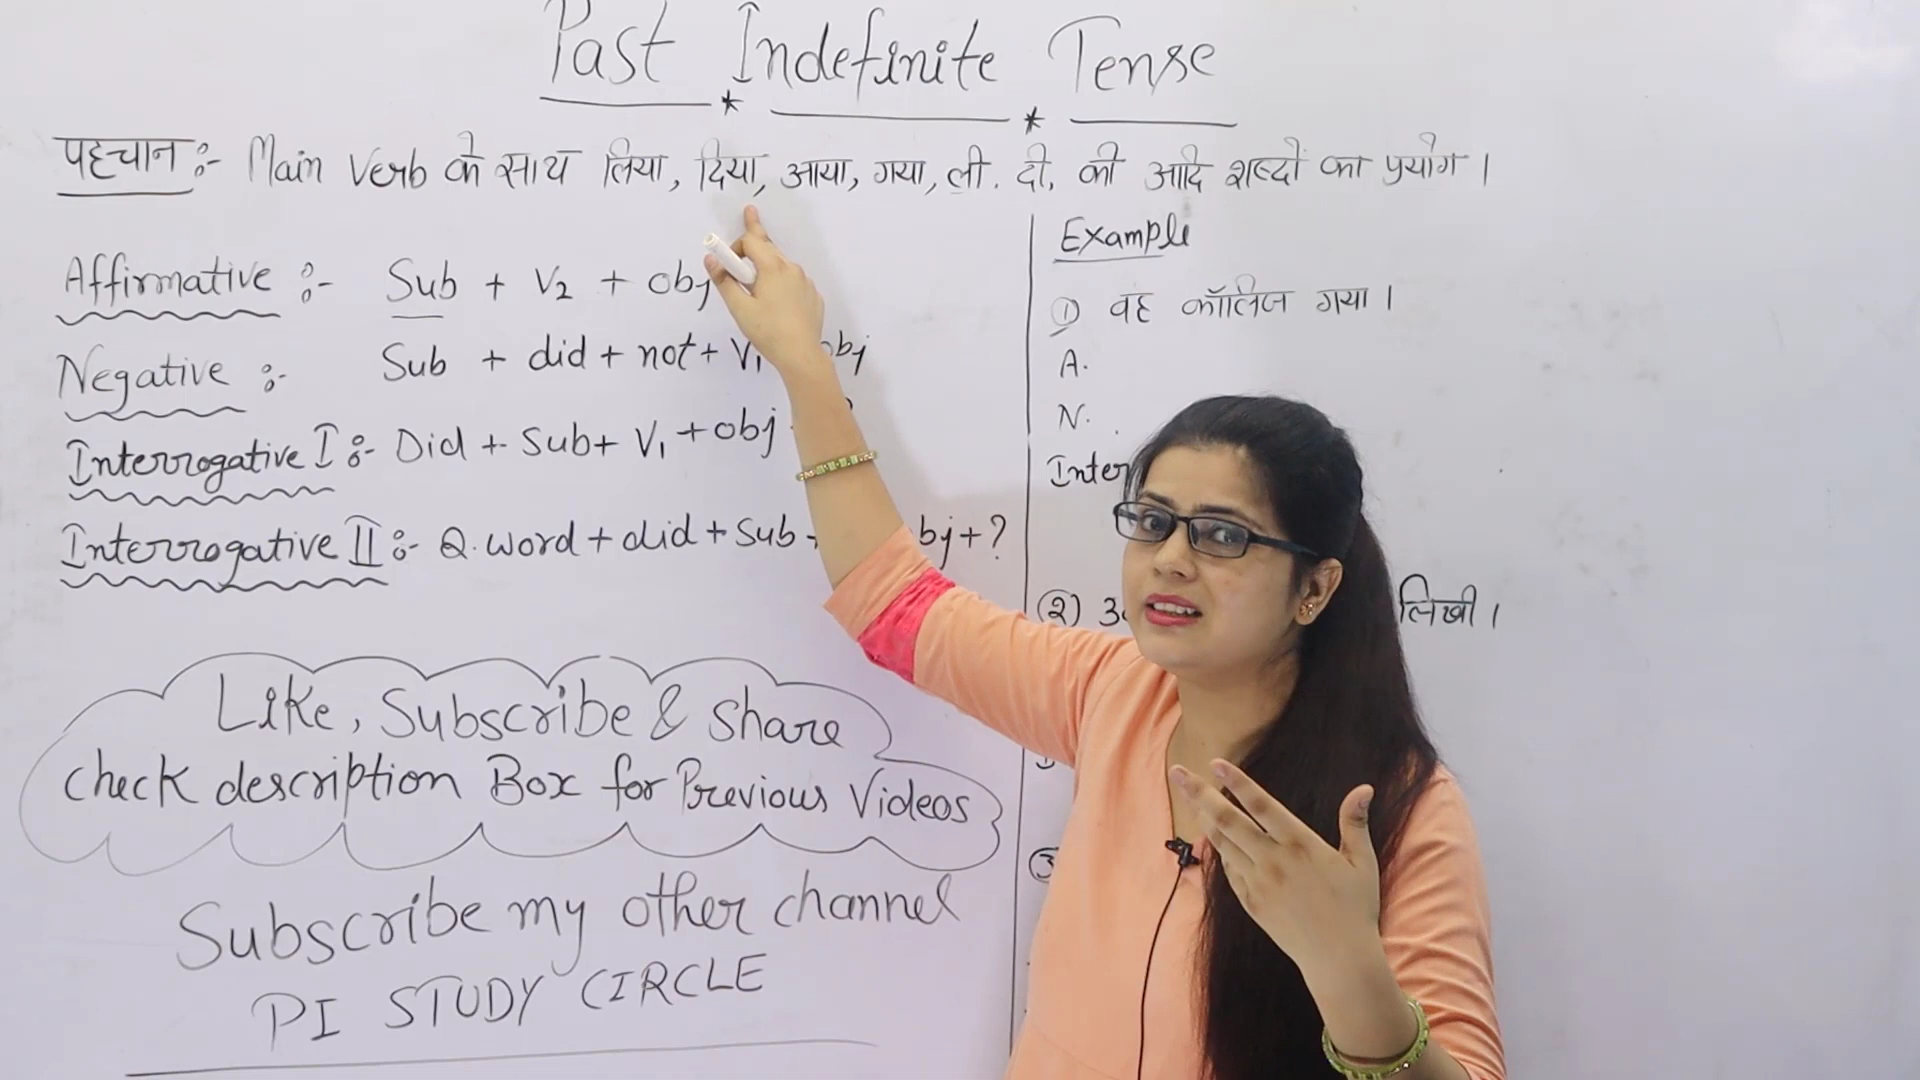 Past Indefinite Tense
पहचान :- Main Verb के साथ लिया, दिया, आया, गया, ली, दी, की आदि शब्दों का प्रयोग।
Affirmative :- Sub + V2 + obj
Negative :- Sub + did + not + V1 obj
Interrogative I :- Did + Sub + V1 + obj
Interrogative II :- Q. word + did + Sub + ?
Like, Subscribe & Share
check description Box for Previous Videos
Subscribe my other channel
PI STUDY CIRCLE
Example
① वह कॉलिज गया।
A.
N.
Inter
② लिखी।
③